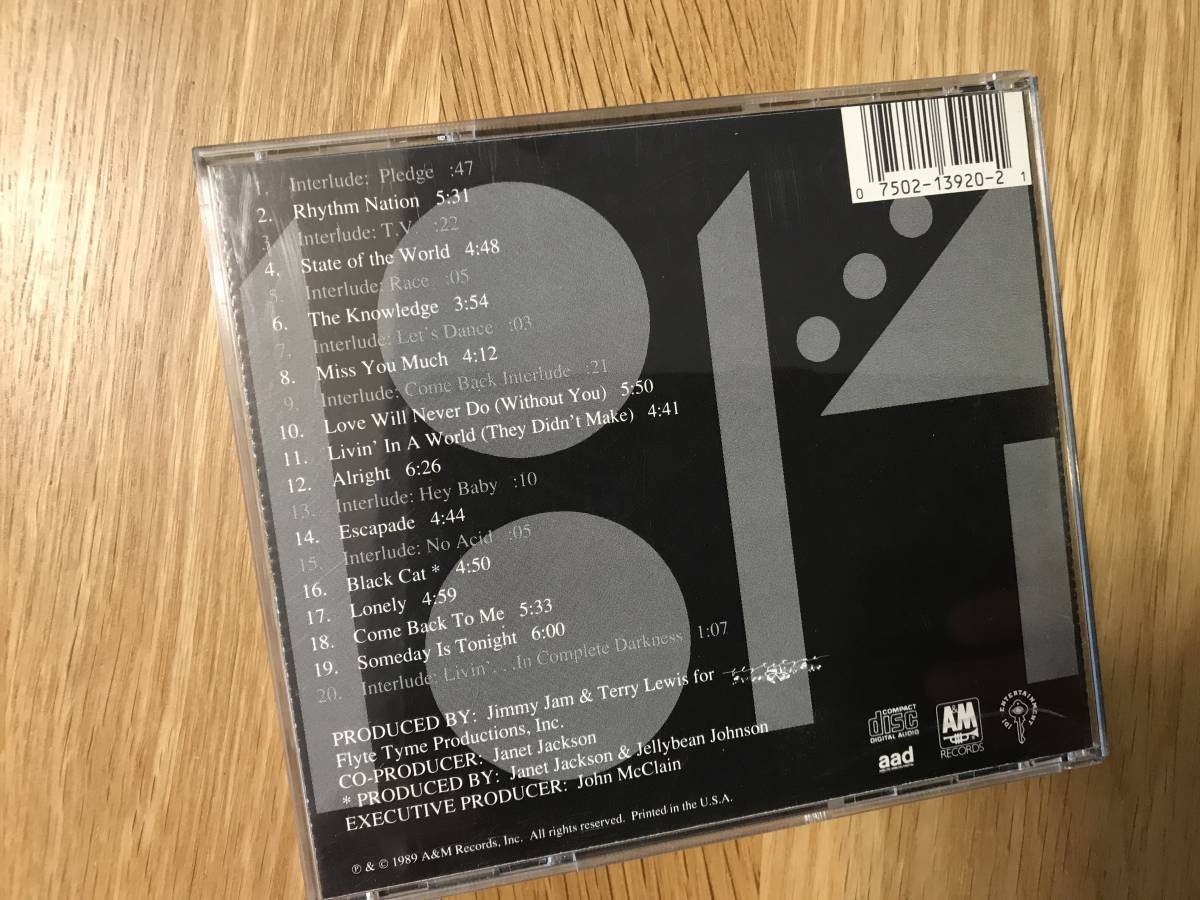 1. Interlude: Pledge :47
2. Rhythm Nation 5:31
3. Interlude: T.V. :22
4. State of the World 4:48
5. Interlude: Race :05
6. The Knowledge 3:54
7. Interlude: Let's Dance :03
8. Miss You Much 4:12
9. Interlude: Come Back Interlude :21
10. Love Will Never Do (Without You) 5:50
11. Livin' In A World (They Didn't Make) 4:41
12. Alright 6:26
13. Interlude: Hey Baby :10
14. Escapade 4:44
15. Interlude: No Acid :05
16. Black Cat * 4:50
17. Lonely 4:59
18. Come Back To Me 5:33
19. Someday Is Tonight 6:00
20. Interlude: Livin'...In Complete Darkness 1:07
PRODUCED BY: Jimmy Jam & Terry Lewis for
Flyte Tyme Productions, Inc.
CO-PRODUCER: Janet Jackson
* PRODUCED BY: Janet Jackson & Jellybean Johnson
EXECUTIVE PRODUCER: John McClain
℗ & © 1989 A&M Records, Inc. All rights reserved. Printed in the U.S.A.
0 7502-13920-2 1
COMPACT
disc
DIGITAL AUDIO
aad
A&M
RECORDS
ENTERTAINMENT